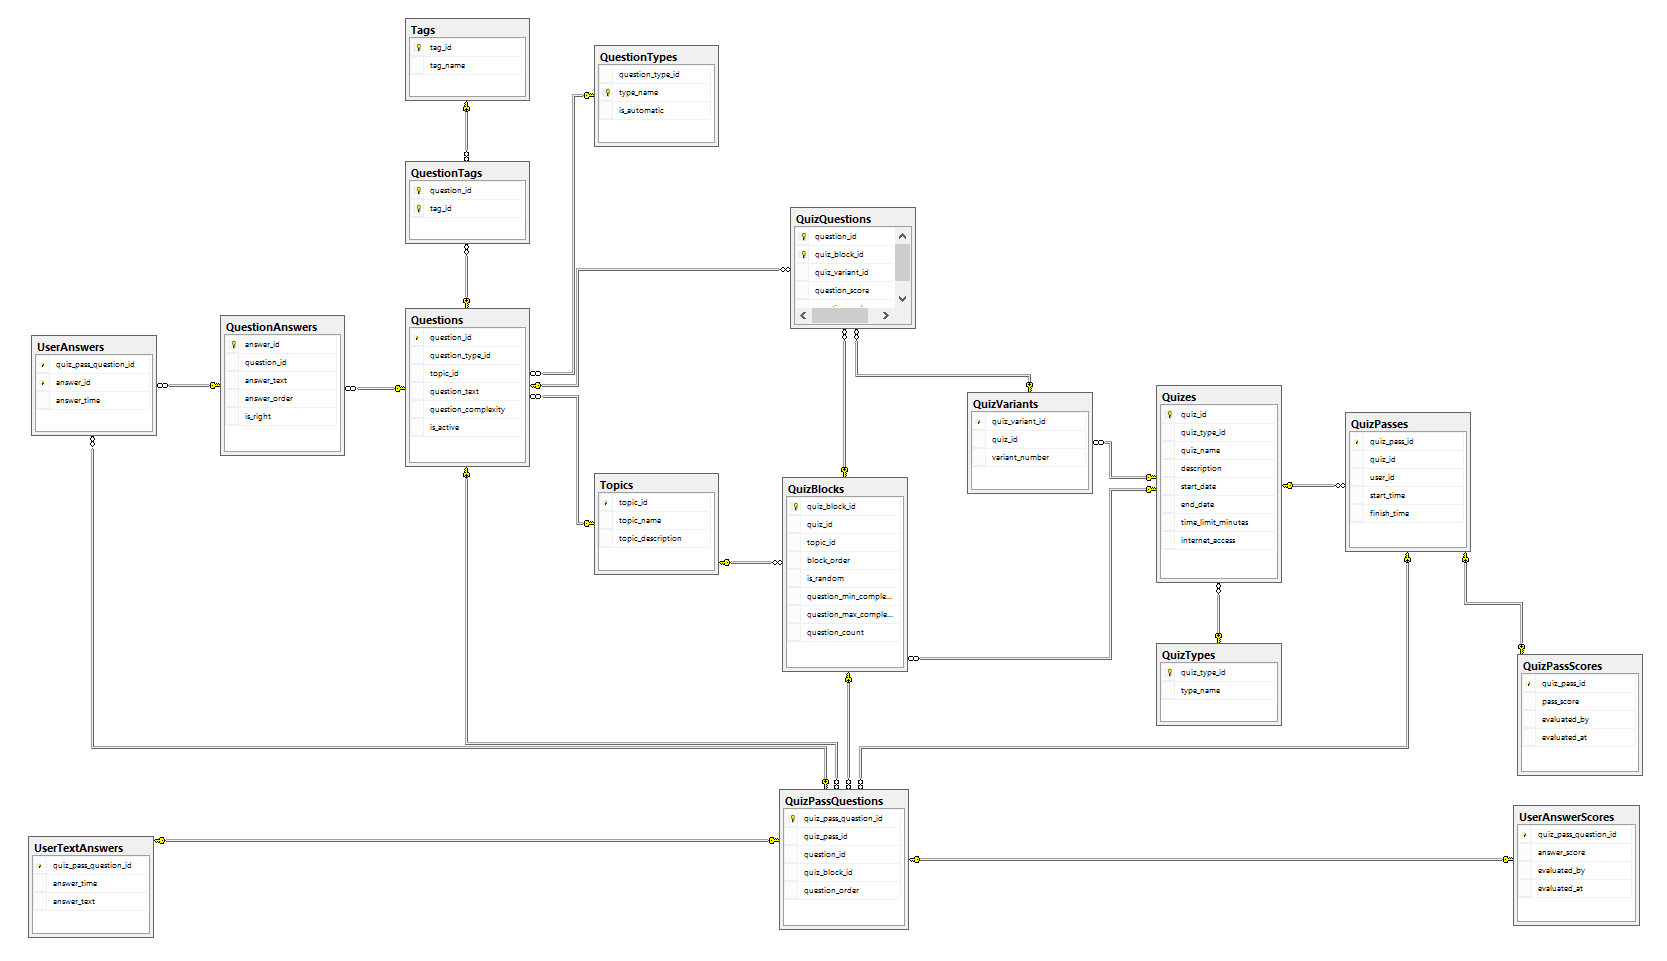 Tags
tag_id
tag_name
QuestionTypes
question_type_id
type_name
is_automatic
QuestionTags
question_id
tag_id
QuizQuestions
question_id
quiz_block_id
quiz_variant_id
question_score
Questions
question_id
question_type_id
topic_id
question_text
question_complexity
is_active
QuestionAnswers
answer_id
question_id
answer_text
answer_order
is_right
UserAnswers
quiz_pass_question_id
answer_id
answer_time
QuizVariants
quiz_variant_id
quiz_id
variant_number
Quizes
quiz_id
quiz_type_id
quiz_name
description
start_date
end_date
time_limit_minutes
internet_access
QuizPasses
quiz_pass_id
quiz_id
user_id
start_time
finish_time
Topics
topic_id
topic_name
topic_description
QuizBlocks
quiz_block_id
quiz_id
topic_id
block_order
is_random
question_min_comple...
question_max_comple...
question_count
QuizTypes
quiz_type_id
type_name
QuizPassScores
quiz_pass_id
pass_score
evaluated_by
evaluated_at
QuizPassQuestions
quiz_pass_question_id
quiz_pass_id
question_id
quiz_block_id
question_order
UserTextAnswers
quiz_pass_question_id
answer_time
answer_text
UserAnswerScores
quiz_pass_question_id
answer_score
evaluated_by
evaluated_at